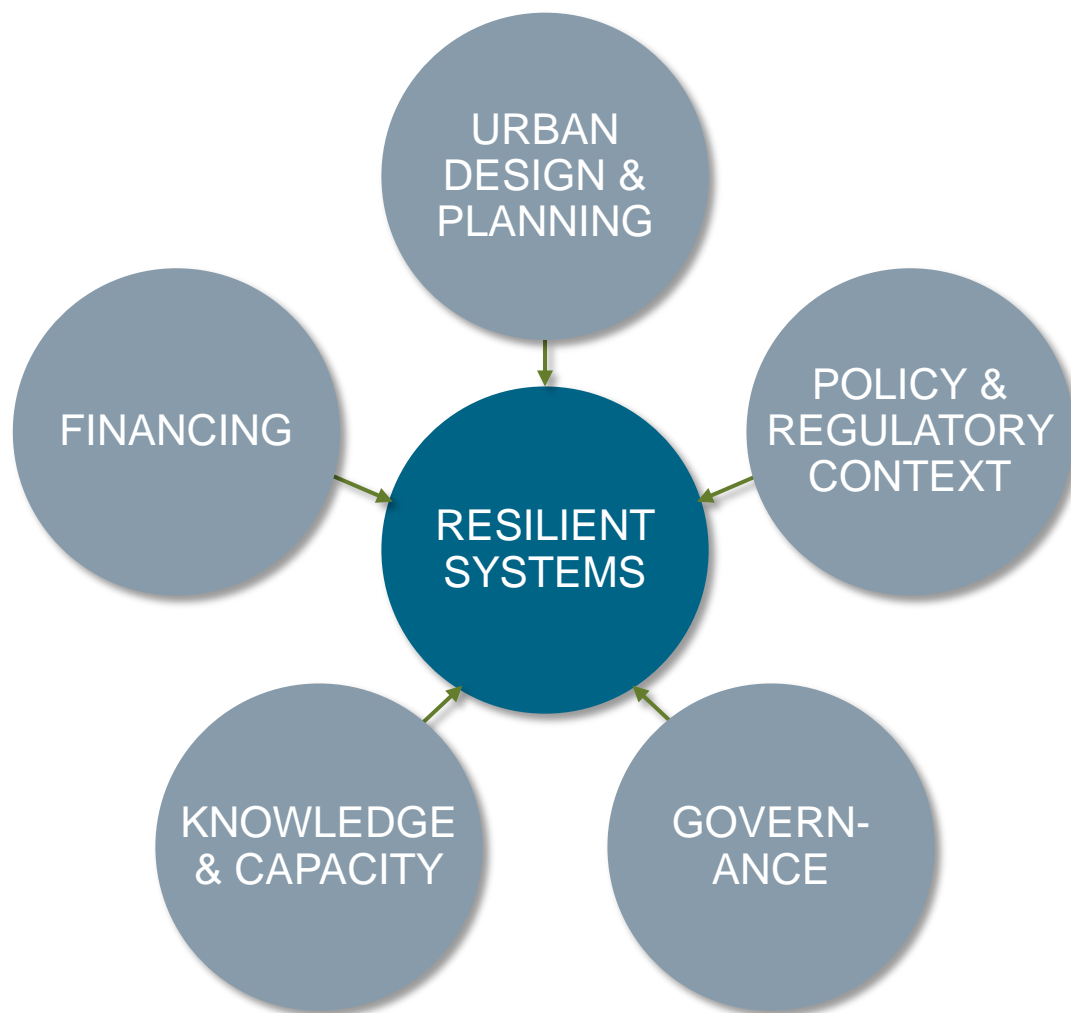 URBAN
DESIGN &
PLANNING
FINANCING
POLICY &
REGULATORY
CONTEXT
RESILIENT
SYSTEMS
KNOWLEDGE
& CAPACITY
GOVERN-
ANCE